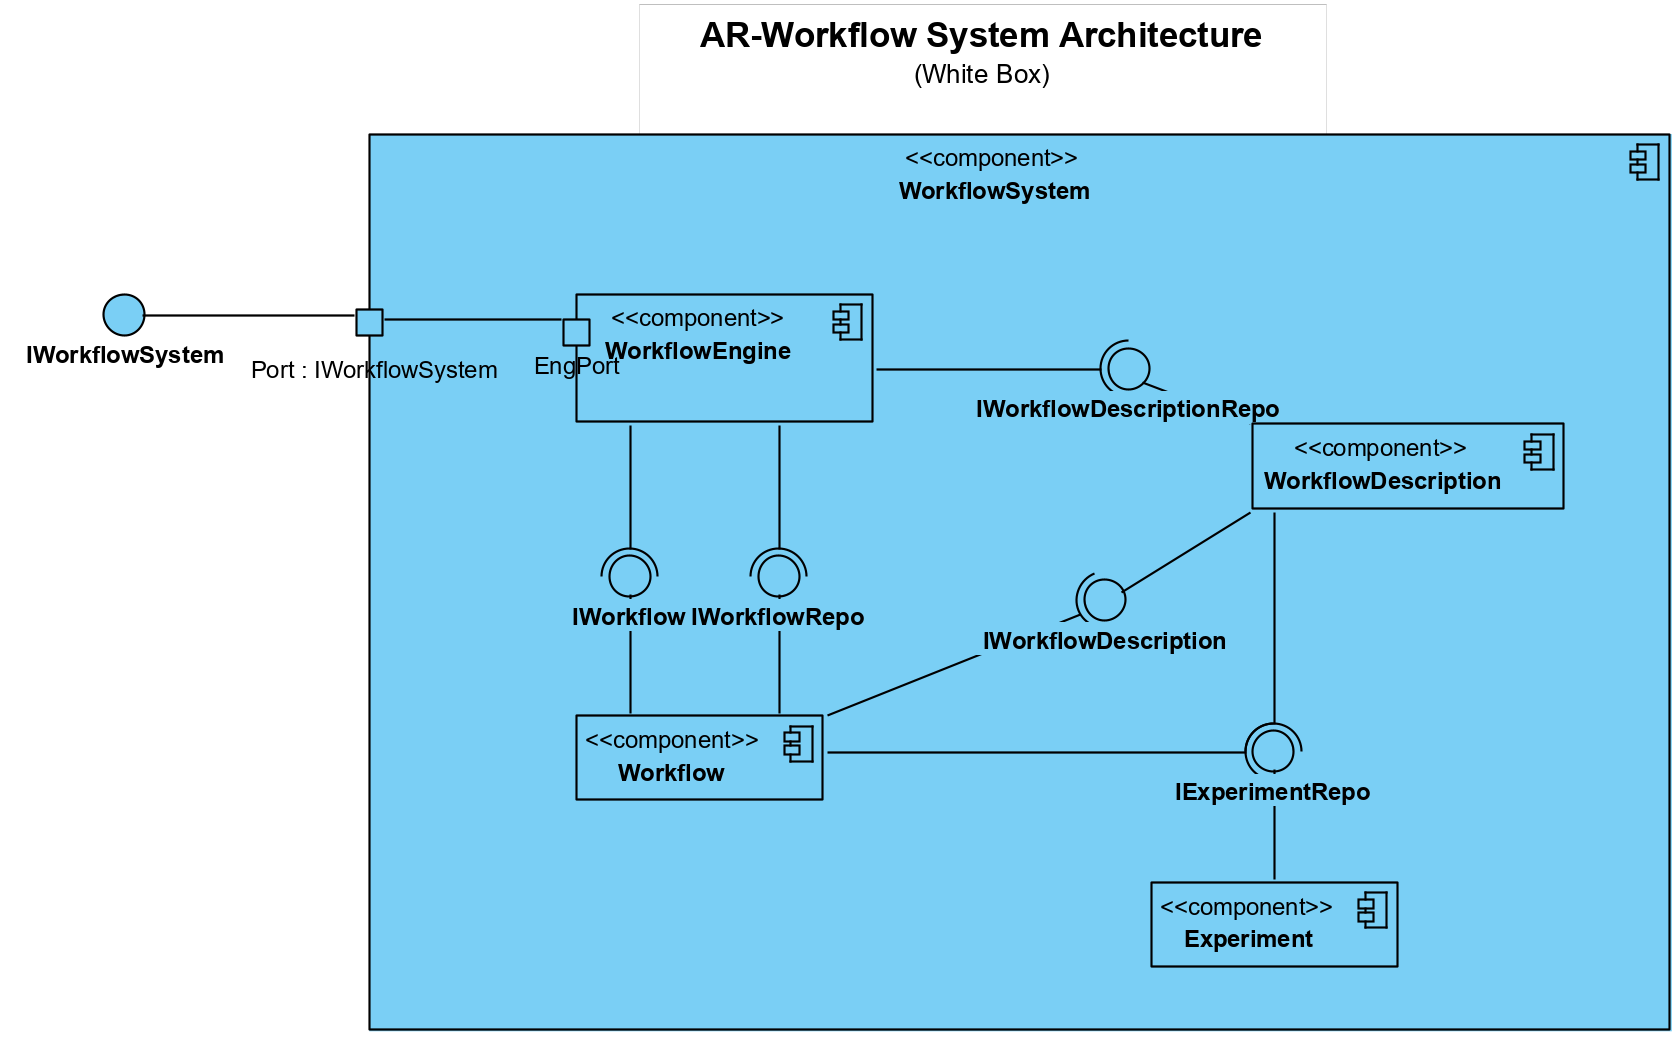 AR-Workflow System Architecture
(White Box)
<<component>>
WorkflowSystem
IWorkflowSystem
Port : IWorkflowSystem
EngPort
<<component>>
WorkflowEngine
IWorkflowDescriptionRepo
<<component>>
WorkflowDescription
IWorkflow
IWorkflowRepo
IWorkflowDescription
<<component>>
Workflow
IExperimentRepo
<<component>>
Experiment